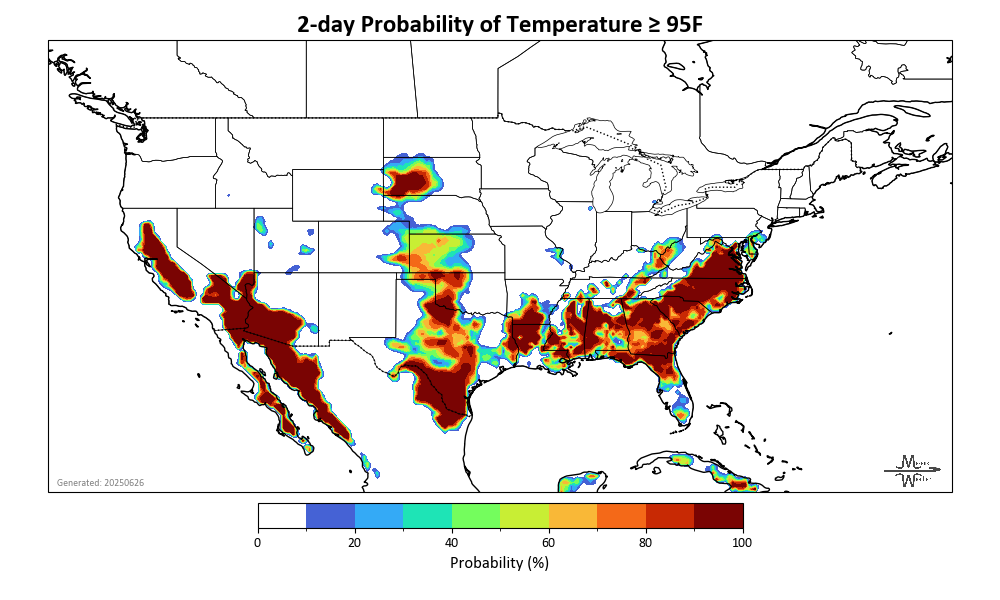 2-day Probability of Temperature ≥ 95F
Generated: 20250626
0 20 40 60 80 100
Probability (%)